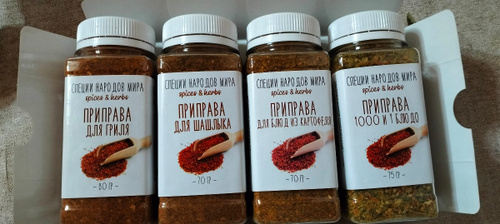 СПЕЦИИ НАРОДОВ МИРА
spices & herbs
ПРИПРАВА
ДЛЯ ГРИЛЯ
– 80 ГР –
СПЕЦИИ НАРОДОВ МИРА
spices & herbs
ПРИПРАВА
ДЛЯ ШАШЛЫКА
– 70 ГР –
СПЕЦИИ НАРОДОВ МИРА
spices & herbs
ПРИПРАВА
ДЛЯ БЛЮД ИЗ КАРТОФЕЛЯ
– 70 ГР –
СПЕЦИИ НАРОДОВ МИРА
spices & herbs
ПРИПРАВА
1000 И 1 БЛЮДО
– 75 ГР –